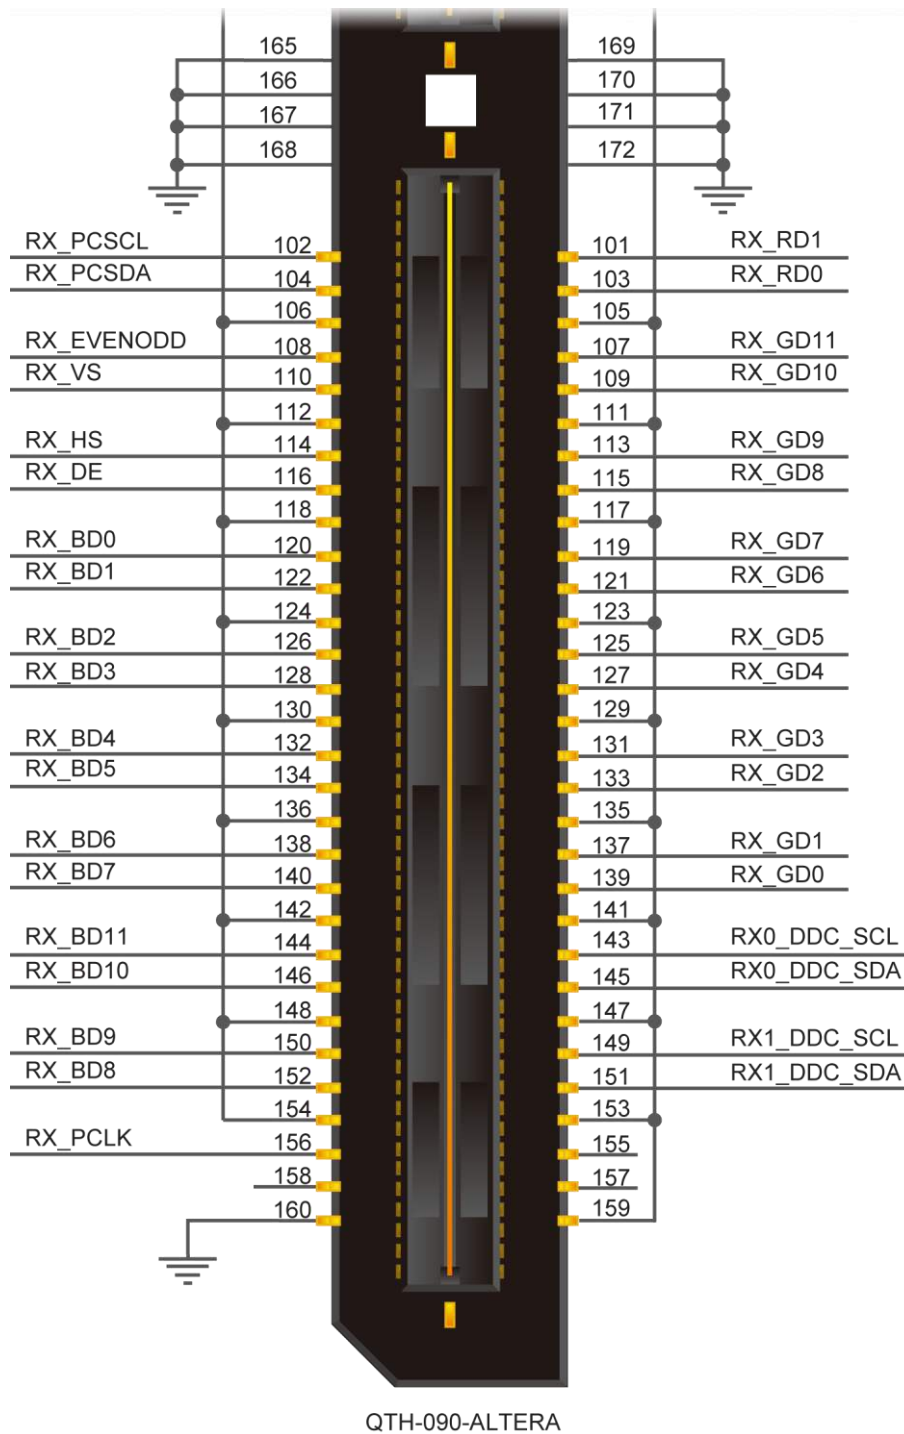 165 169
166 170
167 171
168 172
RX_PCSCL 102 101 RX_RD1
RX_PCSDA 104 103 RX_RD0
106 105
RX_EVENODD 108 107 RX_GD11
RX_VS 110 109 RX_GD10
112 111
RX_HS 114 113 RX_GD9
RX_DE 116 115 RX_GD8
118 117
RX_BD0 120 119 RX_GD7
RX_BD1 122 121 RX_GD6
124 123
RX_BD2 126 125 RX_GD5
RX_BD3 128 127 RX_GD4
130 129
RX_BD4 132 131 RX_GD3
RX_BD5 134 133 RX_GD2
136 135
RX_BD6 138 137 RX_GD1
RX_BD7 140 139 RX_GD0
142 141
RX_BD11 144 143 RX0_DDC_SCL
RX_BD10 146 145 RX0_DDC_SDA
148 147
RX_BD9 150 149 RX1_DDC_SCL
RX_BD8 152 151 RX1_DDC_SDA
154 153
RX_PCLK 156 155
158 157
160 159
QTH-090-ALTERA